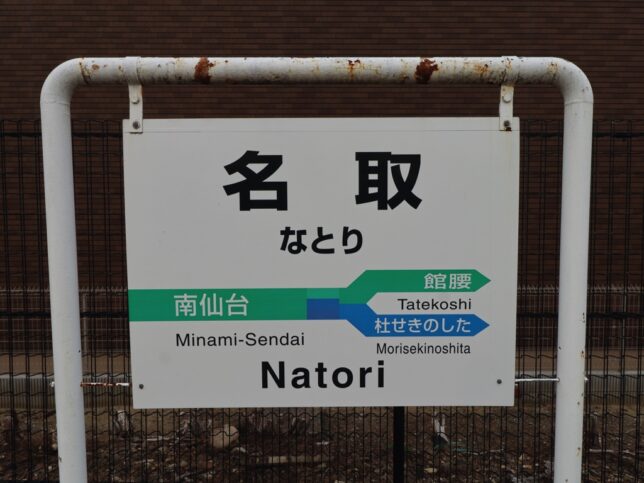 名取
なとり
南仙台
Minami-Sendai
館腰
Tatekoshi
杜せきのした
Morisekinoshita
Natori